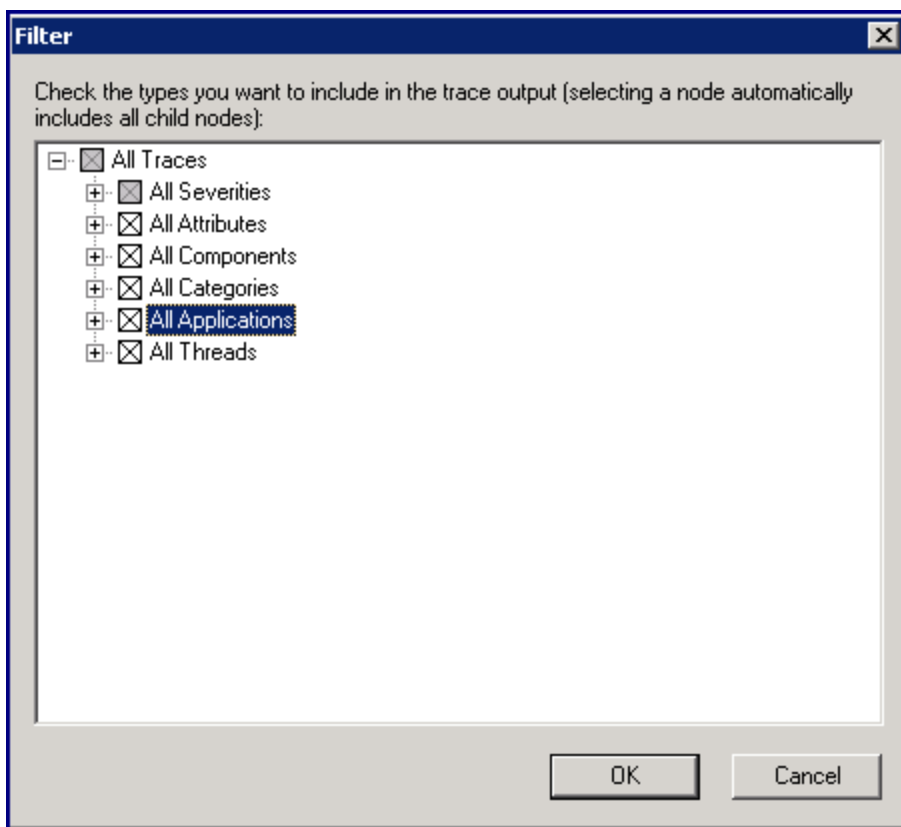 Filter
Check the types you want to include in the trace output (selecting a node automatically
includes all child nodes):
All Traces
All Severities
All Attributes
All Components
All Categories
All Applications
All Threads
OK
Cancel